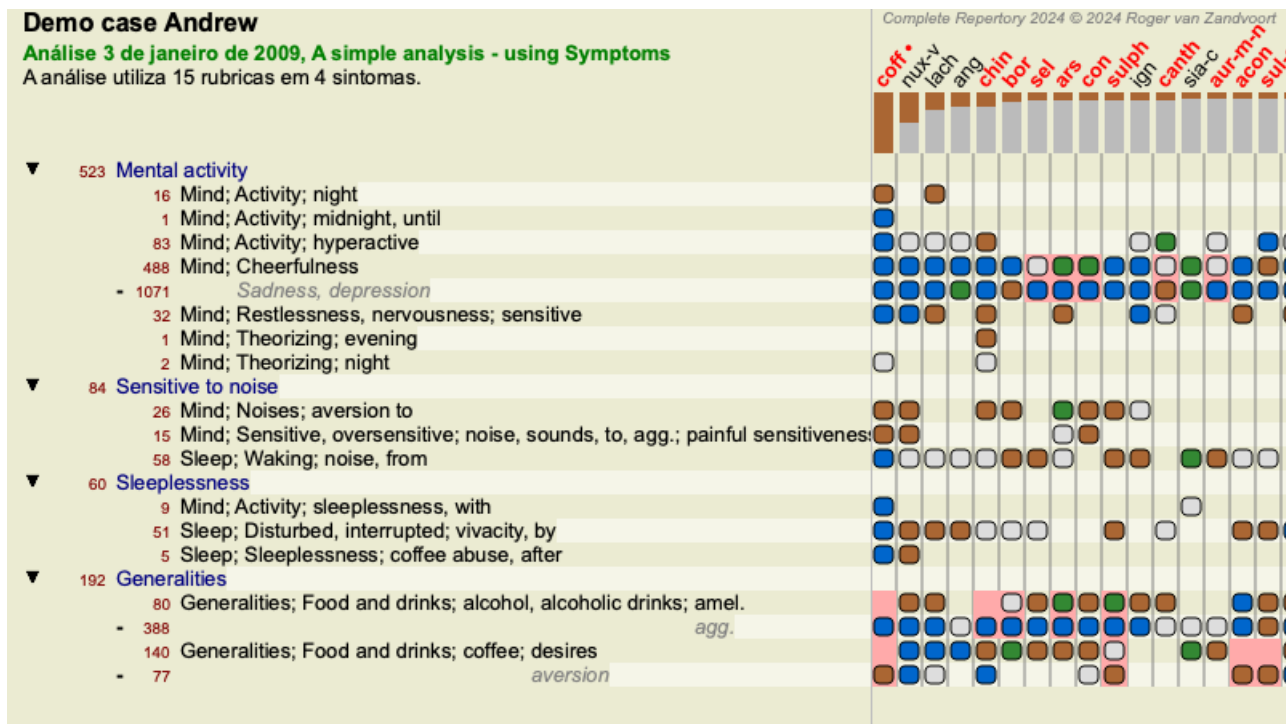 Demo case Andrew
Complete Repertory 2024 © 2024 Roger van Zandvoort
Análise 3 de janeiro de 2009, A simple analysis - using Symptoms
A análise utiliza 15 rubricas em 4 sintomas.
coff • nux-v lach ang chin bor sel ars con sulph ign canth sia-c aur-m-n acon
523 Mental activity
16 Mind; Activity; night
1 Mind; Activity; midnight, until
83 Mind; Activity; hyperactive
488 Mind; Cheerfulness
- 1071 Sadness, depression
32 Mind; Restlessness, nervousness; sensitive
1 Mind; Theorizing; evening
2 Mind; Theorizing; night
84 Sensitive to noise
26 Mind; Noises; aversion to
15 Mind; Sensitive, oversensitive; noise, sounds, to, agg.; painful sensitiveness
58 Sleep; Waking; noise, from
60 Sleeplessness
9 Mind; Activity; sleeplessness, with
51 Sleep; Disturbed, interrupted; vivacity, by
5 Sleep; Sleeplessness; coffee abuse, after
192 Generalities
80 Generalities; Food and drinks; alcohol, alcoholic drinks; amel.
- 388 agg.
140 Generalities; Food and drinks; coffee; desires
- 77 aversion